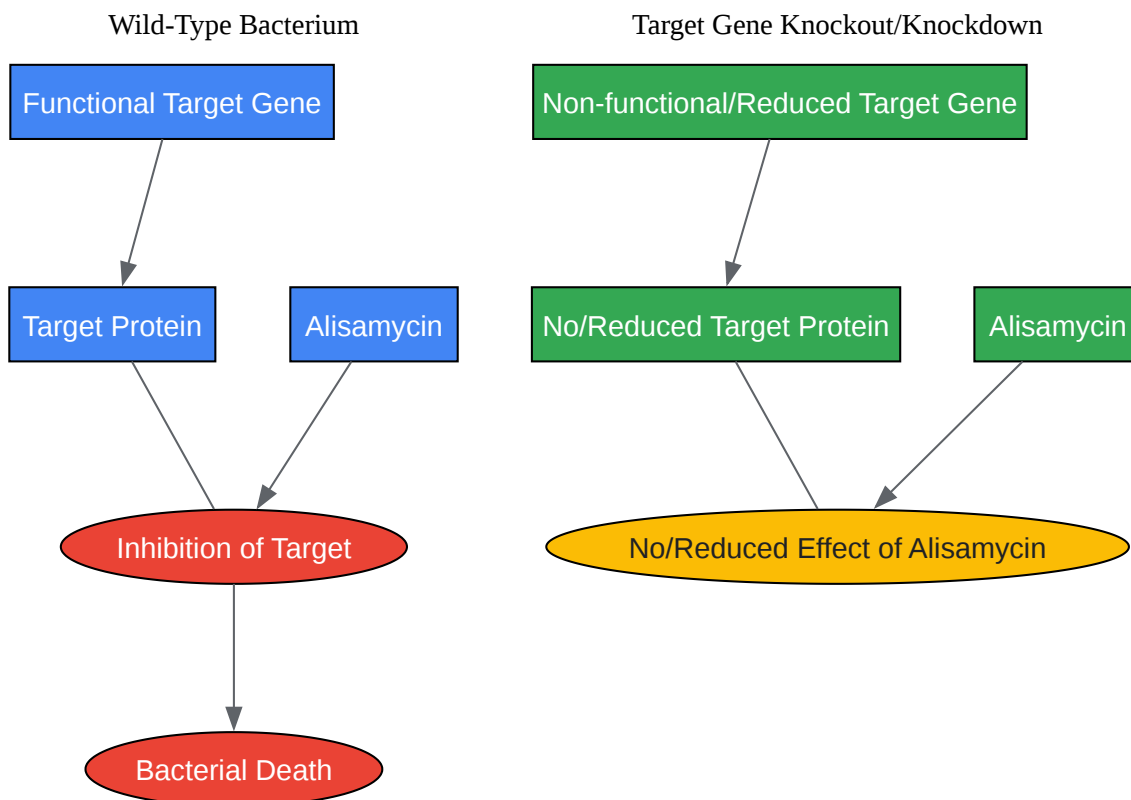 Wild-Type Bacterium
Functional Target Gene
Target Protein
Alisamycin
Inhibition of Target
Bacterial Death
Target Gene Knockout/Knockdown
Non-functional/Reduced Target Gene
No/Reduced Target Protein
Alisamycin
No/Reduced Effect of Alisamycin